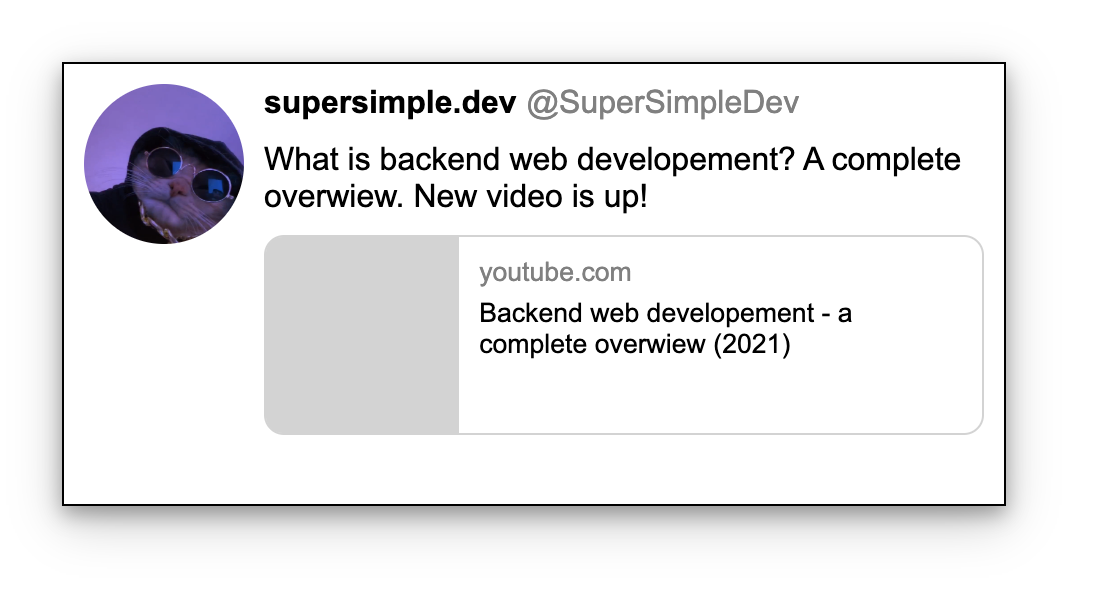 supersimple.dev @SuperSimpleDev
What is backend web developement? A complete
overwiew. New video is up!
youtube.com
Backend web developement - a
complete overwiew (2021)